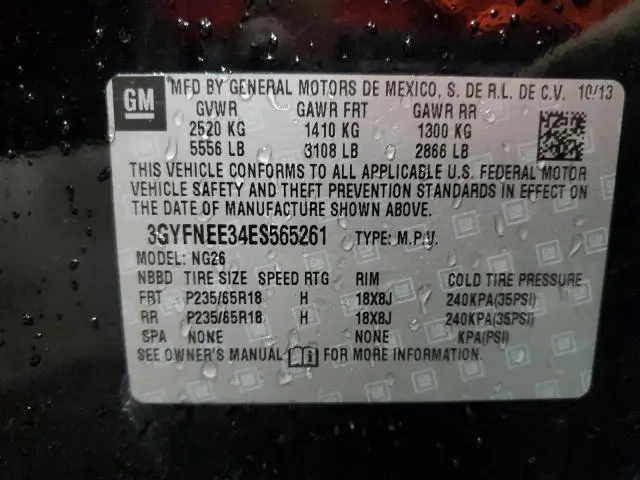 GM
MFD BY GENERAL MOTORS DE MEXICO, S. DE R.L. DE C.V. 10/13
GVWR GAWR FRT GAWR RR
2520 KG 1410 KG 1300 KG
5556 LB 3108 LB 2866 LB
THIS VEHICLE CONFORMS TO ALL APPLICABLE U.S. FEDERAL MOTOR
VEHICLE SAFETY AND THEFT PREVENTION STANDARDS IN EFFECT ON
THE DATE OF MANUFACTURE SHOWN ABOVE.
3GYFNEE34ES565261 TYPE: M.P.V.
MODEL: NG26
NBBD TIRE SIZE SPEED RTG RIM COLD TIRE PRESSURE
FRT P235/65R18 H 18X8J 240KPA(35PSI)
RR P235/65R18 H 18X8J 240KPA(35PSI)
SPA NONE NONE KPA(PSI)
SEE OWNER'S MANUAL FOR MORE INFORMATION.